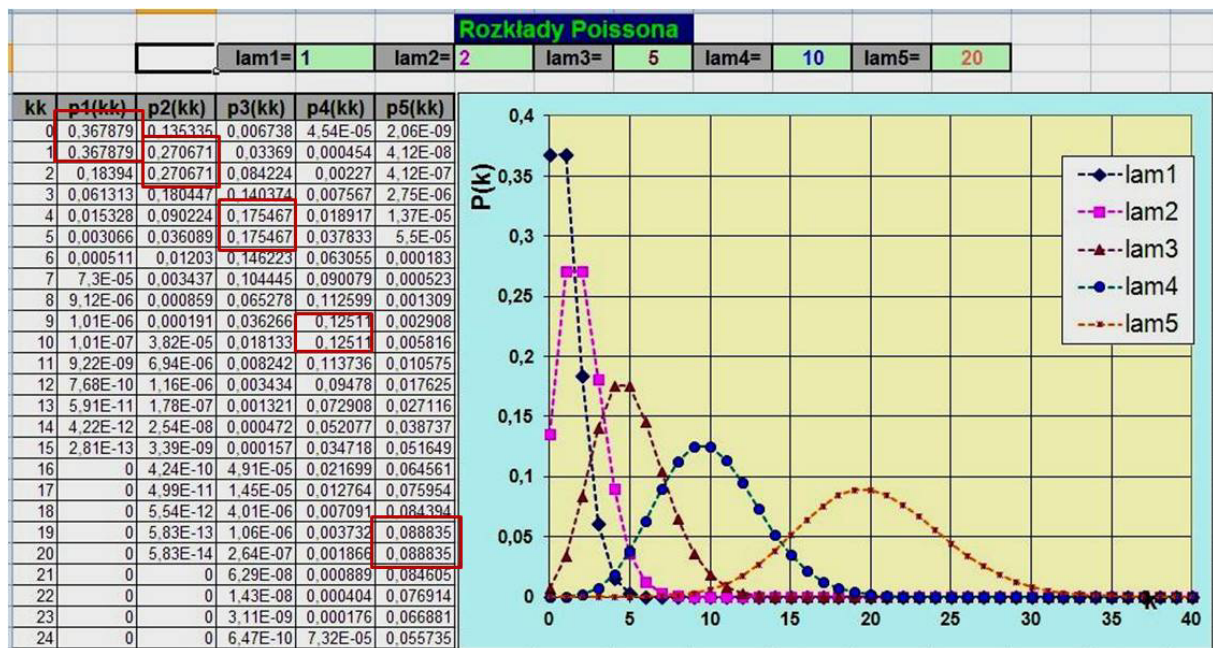 Rozkłady Poissona
lam1= 1 lam2= 2 lam3= 5 lam4= 10 lam5= 20
kk p1(kk) p2(kk) p3(kk) p4(kk) p5(kk)
0 0,367879 0,135335 0,006738 4,54E-05 2,06E-09
1 0,367879 0,270671 0,03369 0,000454 4,12E-08
2 0,18394 0,270671 0,084224 0,00227 4,12E-07
3 0,061313 0,180447 0,140374 0,007567 2,75E-06
4 0,015328 0,090224 0,175467 0,018917 1,37E-05
5 0,003066 0,036089 0,175467 0,037833 5,5E-05
6 0,000511 0,01203 0,146223 0,063055 0,000183
7 7,3E-05 0,003437 0,104445 0,090079 0,000523
8 9,12E-06 0,000859 0,065278 0,112599 0,001309
9 1,01E-06 0,000191 0,036266 0,12511 0,002908
10 1,01E-07 3,82E-05 0,018133 0,12511 0,005816
11 9,22E-09 6,94E-06 0,008242 0,113736 0,010575
12 7,68E-10 1,16E-06 0,003434 0,09478 0,017625
13 5,91E-11 1,78E-07 0,001321 0,072908 0,027116
14 4,22E-12 2,54E-08 0,000472 0,052077 0,038737
15 2,81E-13 3,39E-09 0,000157 0,034718 0,051649
16 0 4,24E-10 4,91E-05 0,021699 0,064561
17 0 4,99E-11 1,45E-05 0,012764 0,075954
18 0 5,54E-12 4,01E-06 0,007091 0,084394
19 0 5,83E-13 1,06E-06 0,003732 0,088835
20 0 5,83E-14 2,64E-07 0,001866 0,088835
21 0 0 6,29E-08 0,000889 0,084605
22 0 0 1,43E-08 0,000404 0,076914
23 0 0 3,11E-09 0,000176 0,066881
24 0 0 6,47E-10 7,32E-05 0,055735
P(k)
0,4
0,35
0,3
0,25
0,2
0,15
0,1
0,05
0
0 5 10 15 20 25 30 35 40
k
lam1
lam2
lam3
lam4
lam5